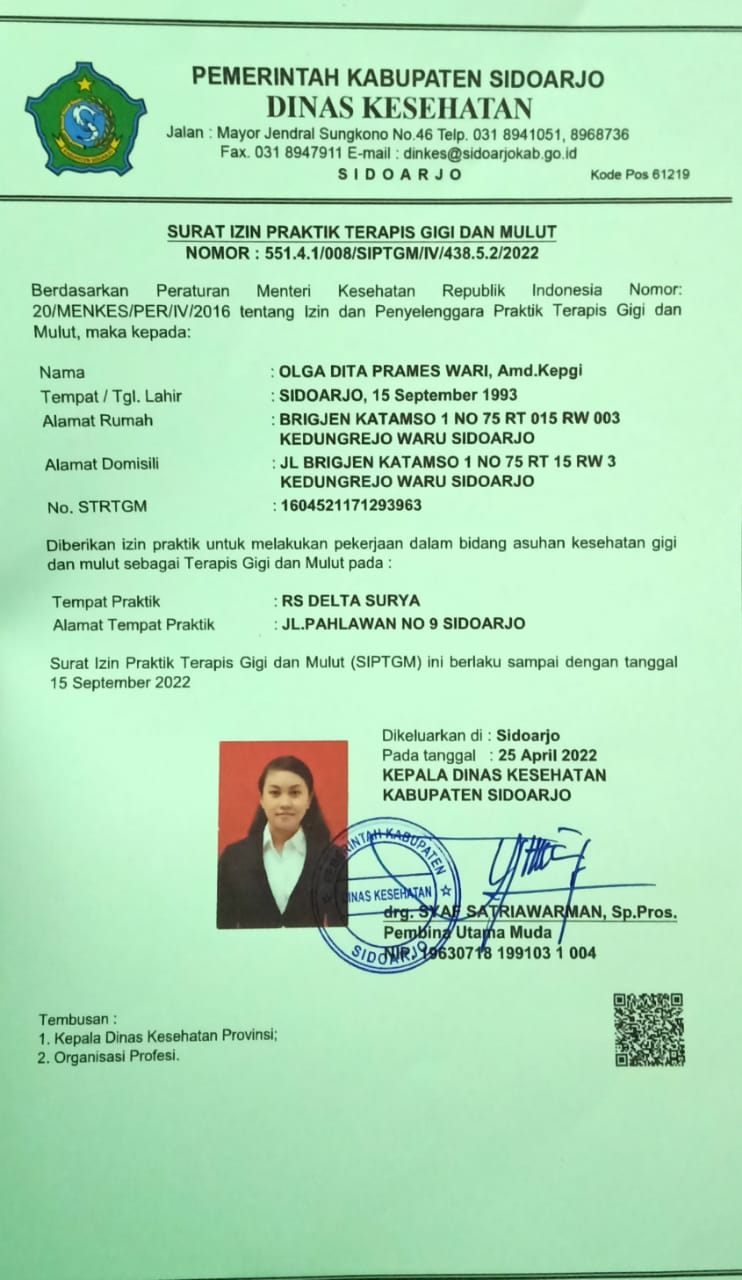 PEMERINTAH KABUPATEN SIDOARJO
DINAS KESEHATAN
Jalan : Mayor Jendral Sungkono No.46 Telp. 031 8941051, 8968736
Fax. 031 8947911 E-mail : dinkes@sidoarjokab.go.id
SIDOARJO Kode Pos 61219
SURAT IZIN PRAKTIK TERAPIS GIGI DAN MULUT
NOMOR : 551.4.1/008/SIPTGM/IV/438.5.2/2022
Berdasarkan Peraturan Menteri Kesehatan Republik Indonesia Nomor:
20/MENKES/PER/IV/2016 tentang Izin dan Penyelenggara Praktik Terapis Gigi dan
Mulut, maka kepada:
Nama : OLGA DITA PRAMES WARI, Amd.Kepgi
Tempat / Tgl. Lahir : SIDOARJO, 15 September 1993
Alamat Rumah : BRIGJEN KATAMSO 1 NO 75 RT 015 RW 003
KEDUNGREJO WARU SIDOARJO
Alamat Domisili : JL BRIGJEN KATAMSO 1 NO 75 RT 15 RW 3
KEDUNGREJO WARU SIDOARJO
No. STRTGM : 1604521171293963
Diberikan izin praktik untuk melakukan pekerjaan dalam bidang asuhan kesehatan gigi
dan mulut sebagai Terapis Gigi dan Mulut pada :
Tempat Praktik : RS DELTA SURYA
Alamat Tempat Praktik : JL.PAHLAWAN NO 9 SIDOARJO
Surat Izin Praktik Terapis Gigi dan Mulut (SIPTGM) ini berlaku sampai dengan tanggal
15 September 2022
Dikeluarkan di : Sidoarjo
Pada tanggal : 25 April 2022
KEPALA DINAS KESEHATAN
KABUPATEN SIDOARJO
PEMERINTAH KABUPATEN
DINAS KESEHATAN
SIDOARJO
drg. SYAF SATRIAWARMAN, Sp.Pros.
Pembina Utama Muda
NIP. 19630718 199103 1 004
Tembusan :
1. Kepala Dinas Kesehatan Provinsi;
2. Organisasi Profesi.